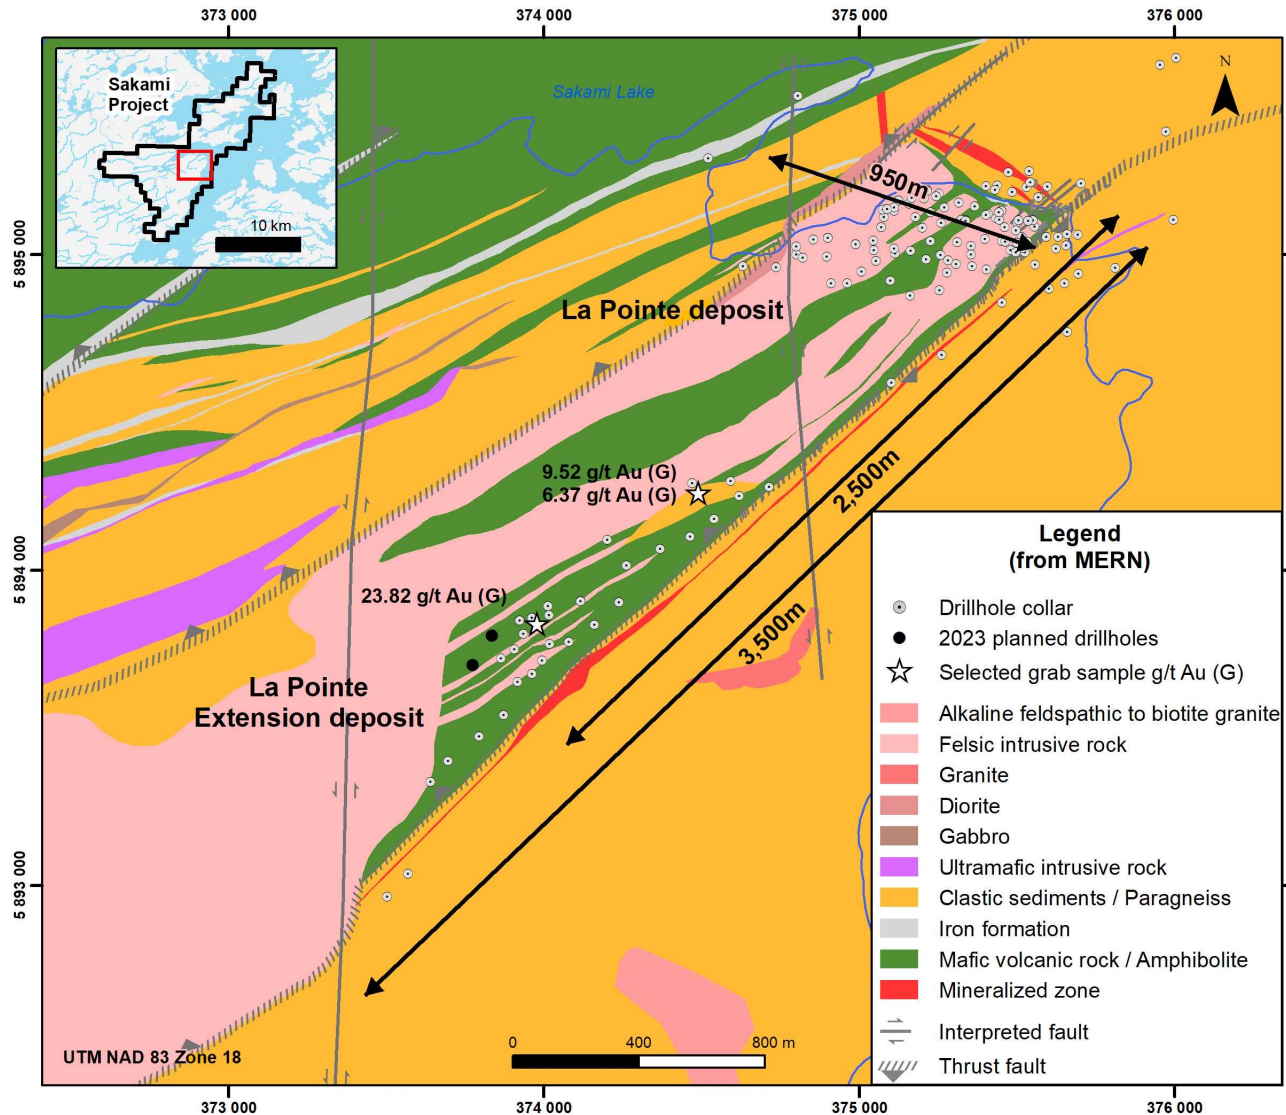 373 000
374 000
375 000
376 000
Sakami
Project
10 km
Sakami Lake
N
950m
5 895 000
La Pointe deposit
9.52 g/t Au (G)
6.37 g/t Au (G)
2,500m
5 894 000
23.82 g/t Au (G)
3,500m
La Pointe
Extension deposit
5 893 000
Legend
(from MERN)
Drillhole collar
2023 planned drillholes
Selected grab sample g/t Au (G)
Alkaline feldspathic to biotite granite
Felsic intrusive rock
Granite
Diorite
Gabbro
Ultramafic intrusive rock
Clastic sediments / Paragneiss
Iron formation
Mafic volcanic rock / Amphibolite
Mineralized zone
Interpreted fault
Thrust fault
UTM NAD 83 Zone 18
0 400 800 m
373 000
374 000
375 000
376 000